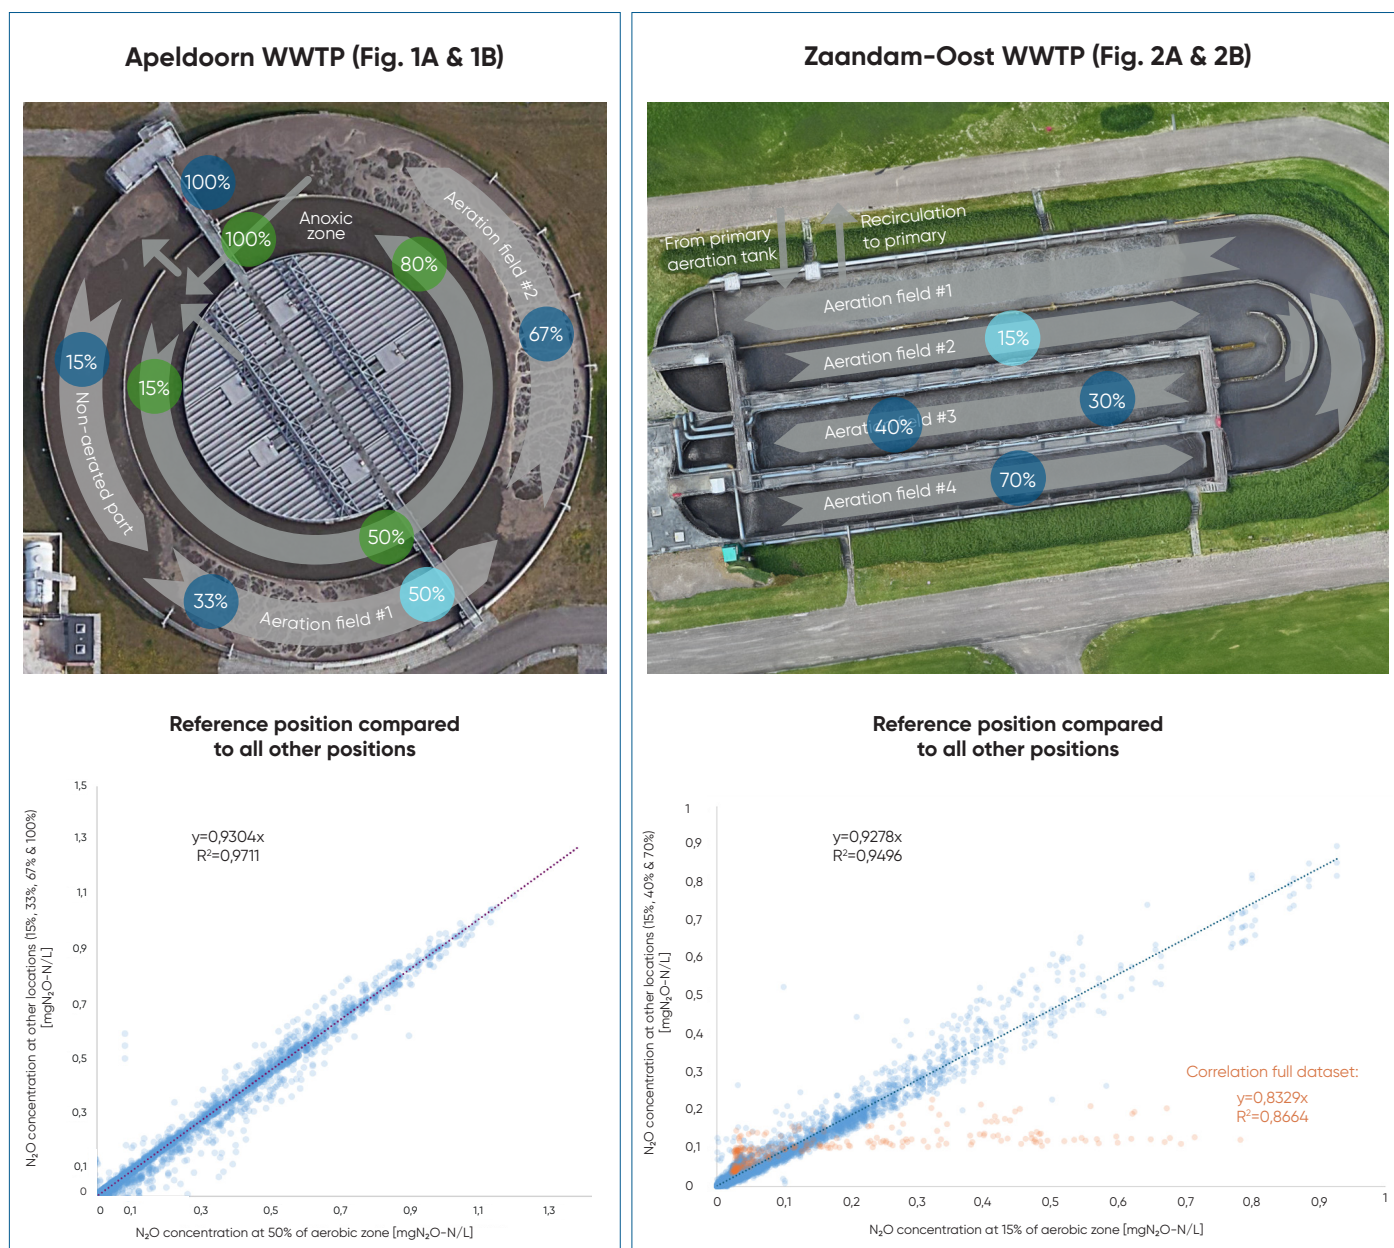 Apeldoorn WWTP (Fig. 1A & 1B)
100%
100%
Anoxic
zone
80%
Aeration field #2
67%
15%
15%
Non-aerated part
50%
50%
33%
Aeration field #1
Reference position compared
to all other positions
N₂O concentration at other locations (15%, 33%, 67% & 100%)
[mgN₂O-N/L]
1,5
1,3
1,1
0,9
0,7
0,5
0,3
0,1
0
y=0,9304x
R²=0,9711
0 0,1 0,3 0,5 0,7 0,9 1,1 1,3
N₂O concentration at 50% of aerobic zone [mgN₂O-N/L]
Zaandam-Oost WWTP (Fig. 2A & 2B)
From primary
aeration tank
Recirculation
to primary
Aeration field #1
Aeration field #2
15%
Aeration field #3
40%
30%
Aeration field #4
70%
Reference position compared
to all other positions
N₂O concentration at other locations (15%, 40% & 70%)
[mgN₂O-N/L]
1
0,9
0,8
0,7
0,6
0,5
0,4
0,3
0,2
0,1
0
y=0,9278x
R²=0,9496
Correlation full dataset:
y=0,8329x
R²=0,8664
0 0,1 0,2 0,3 0,4 0,5 0,6 0,7 0,8 0,9 1
N₂O concentration at 15% of aerobic zone [mgN₂O-N/L]